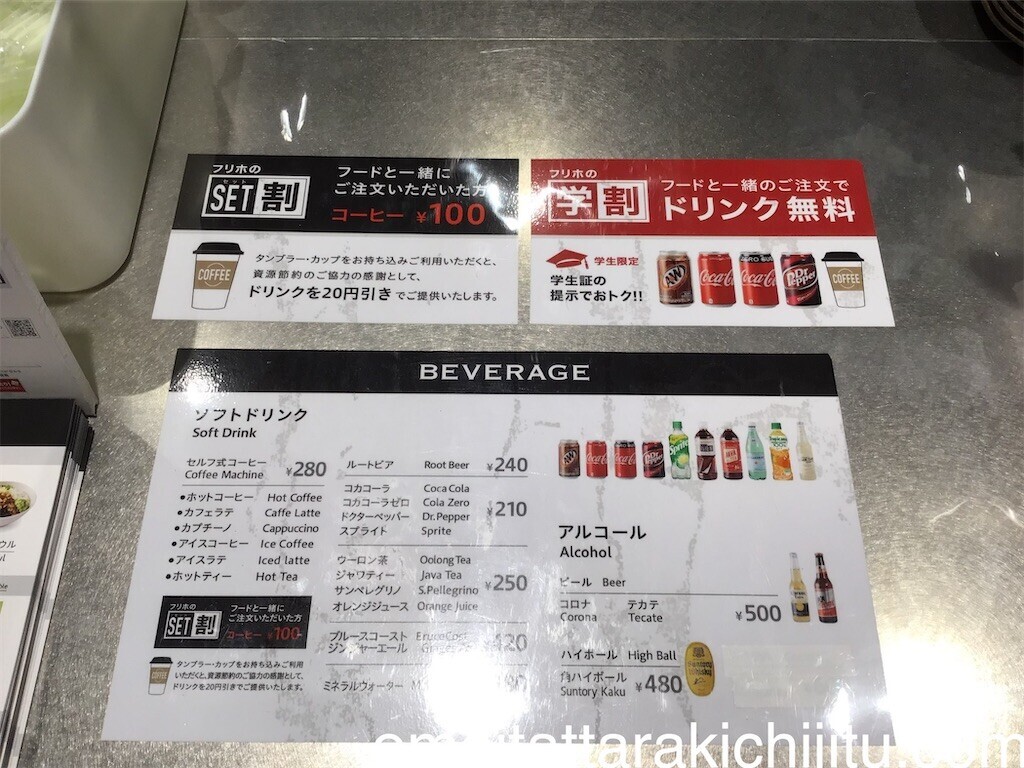 フリホの
セット
SET 割
フードと一緒に
ご注文いただいた方
コーヒー ¥100
COFFEE
タンブラー・カップをお持ち込みご利用いただくと、
資源節約のご協力の感謝として、
ドリンクを20円引きでご提供いたします。
フリホの
学割
フードと一緒のご注文で
ドリンク無料
学生限定
学生証の
提示でおトク!!
A&W
Coca-Cola
Dr Pepper
COFFEE
BEVERAGE
ソフトドリンク
Soft Drink
セルフ式コーヒー
Coffee Machine
¥280
●ホットコーヒー Hot Coffee
●カフェラテ Caffe Latte
●カプチーノ Cappuccino
●アイスコーヒー Ice Coffee
●アイスラテ Iced latte
●ホットティー Hot Tea
フリホの
SET 割
フードと一緒に
ご注文いただいた方
コーヒー ¥100
タンブラー・カップをお持ち込みご利用
いただくと、資源節約のご協力の感謝として、
ドリンクを20円引きでご提供いたします。
ルートビア Root Beer ¥240
コカコーラ Coca Cola
コカコーラゼロ Cola Zero
ドクターペッパー Dr.Pepper
スプライト Sprite
¥210
ウーロン茶 Oolong Tea
ジャワティー Java Tea
サンペレグリノ S.Pellegrino
オレンジジュース Orange Juice
¥250
ブルースコースト
ジンジャーエール
ミネラルウォーター
アルコール
Alcohol
ビール Beer
コロナ テカテ
Corona Tecate
¥500
ハイボール High Ball
角ハイボール
Suntory Kaku
¥480